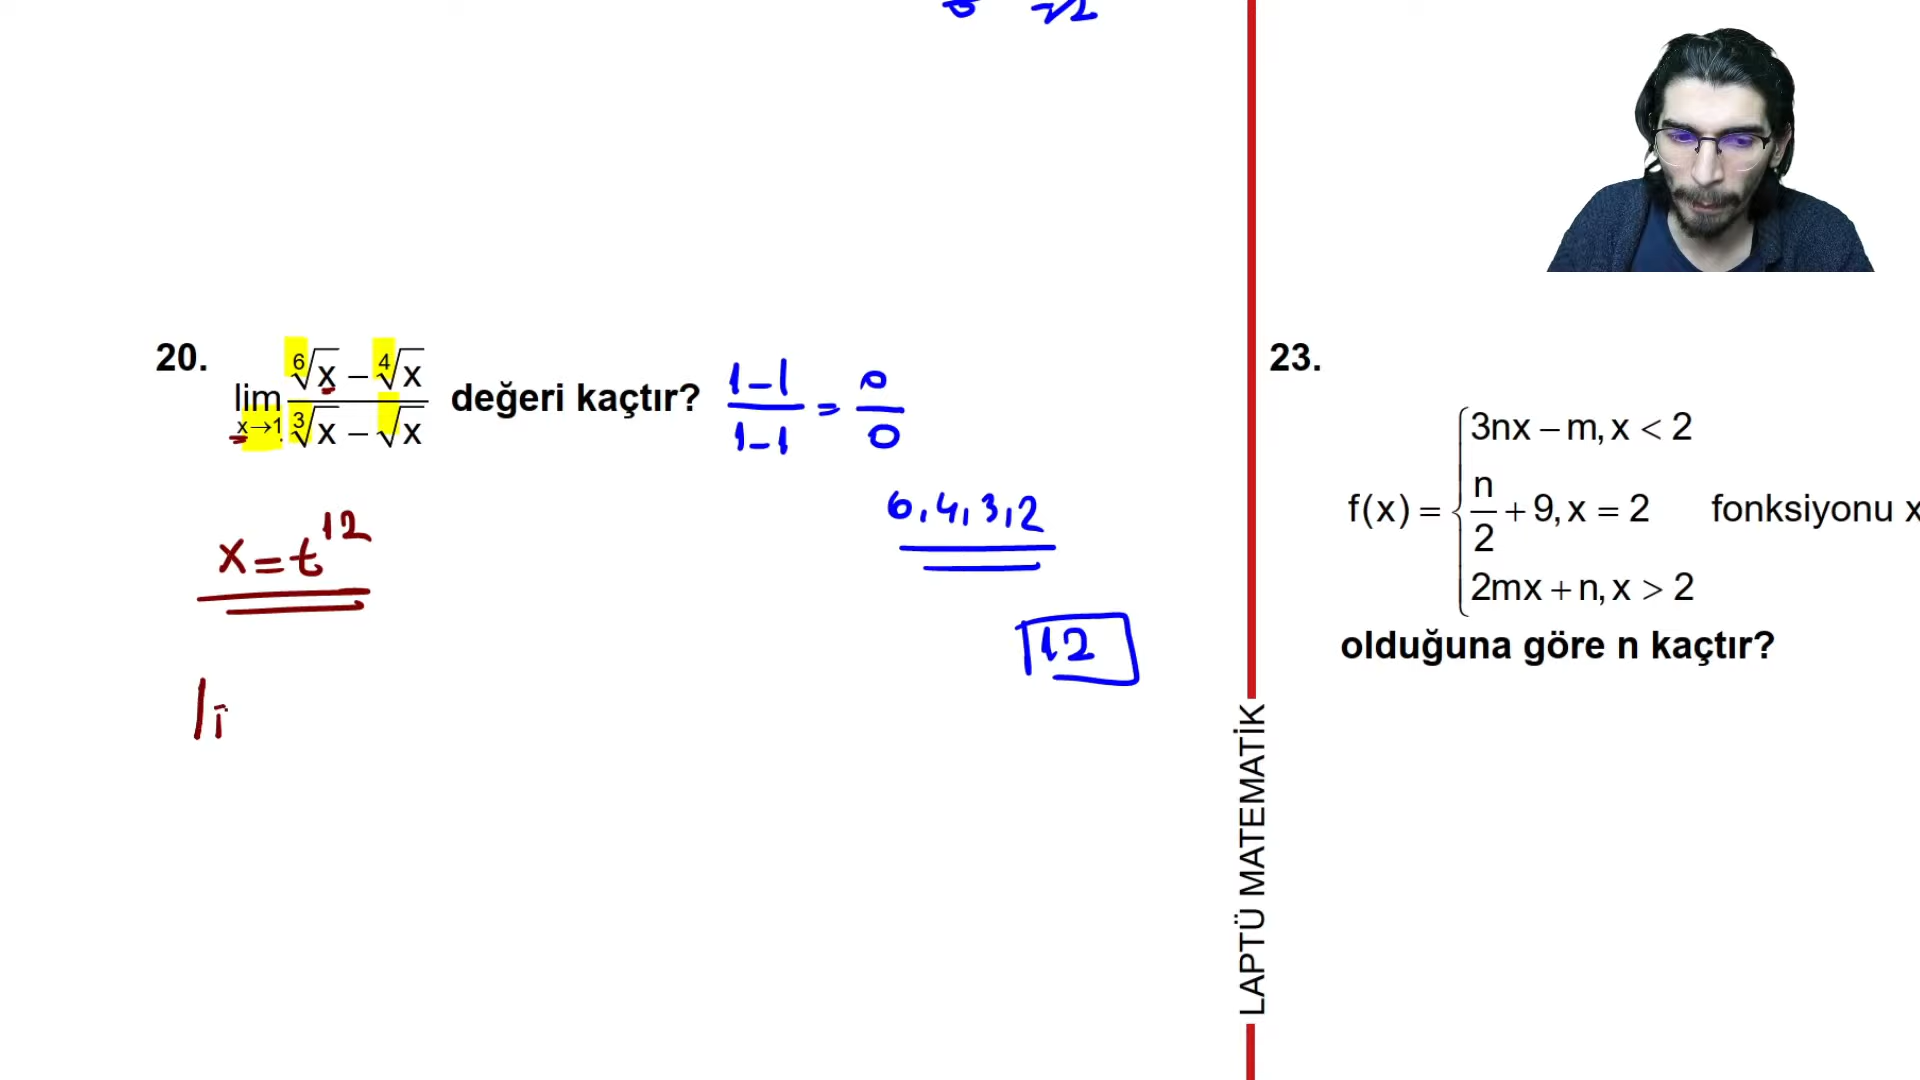 20.
lim x→1 (⁶√x − ⁴√x) / (³√x − √x) değeri kaçtır?
1-1 / 1-1 = 0 / 0
6, 4, 3, 2
12
x = t¹²
lı
LAPTÜ MATEMATİK
23.
f(x) = { 3nx − m, x < 2
n/2 + 9, x = 2 fonksiyonu x
2mx + n, x > 2
olduğuna göre n kaçtır?